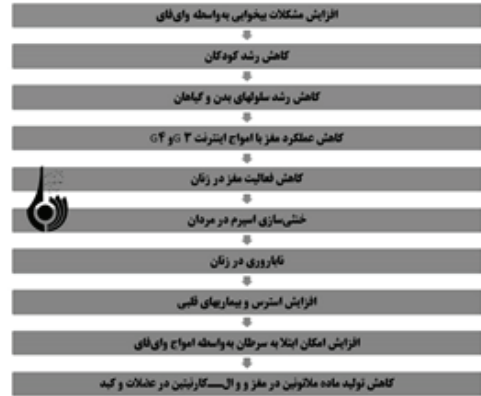 افزایش مشکلات بیخوابی به‌واسطه وای‌فای
کاهش رشد کودکان
کاهش رشد سلولهای بدن و گیاهان
کاهش عملکرد مغز با امواج اینترنت G۳ و G۴
کاهش فعالیت مغز در زنان
خنثی‌سازی اسپرم در مردان
ناباروری در زنان
افزایش استرس و بیماریهای قلبی
افزایش امکان ابتلا به سرطان به‌واسطه امواج وای‌فای
کاهش تولید ماده ملاتونین در مغز و و ال‌ــ‌کارنیتین در عضلات و کبد